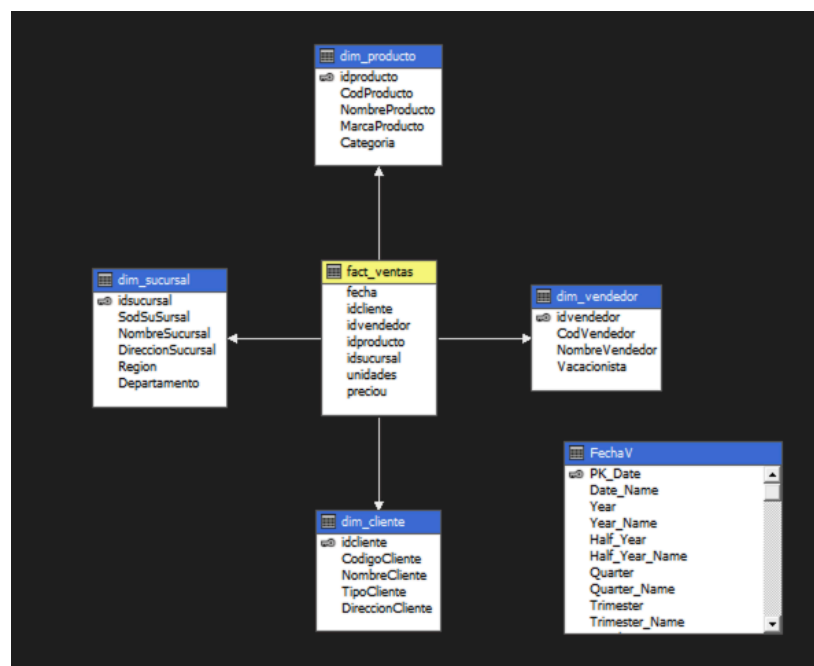 dim_producto
idproducto
CodProducto
NombreProducto
MarcaProducto
Categoria
dim_sucursal
idsucursal
SodSuSursal
NombreSucursal
DireccionSucursal
Region
Departamento
fact_ventas
fecha
idcliente
idvendedor
idproducto
idsucursal
unidades
preciou
dim_vendedor
idvendedor
CodVendedor
NombreVendedor
Vacacionista
FechaV
PK_Date
Date_Name
Year
Year_Name
Half_Year
Half_Year_Name
Quarter
Quarter_Name
Trimester
Trimester_Name
dim_cliente
idcliente
CodigoCliente
NombreCliente
TipoCliente
DireccionCliente